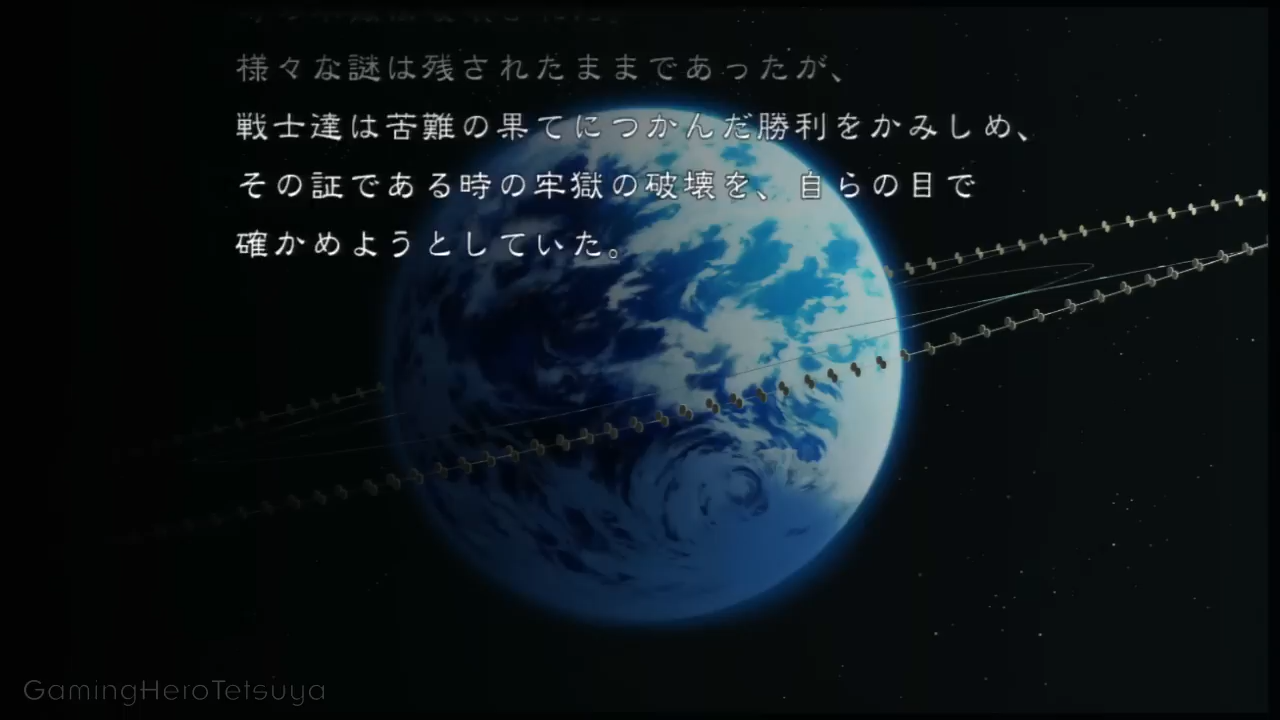 様々な謎は残されたままであったが、
戦士達は苦難の果てにつかんだ勝利をかみしめ、
その証である時の牢獄の破壊を、自らの目で
確かめようとしていた。
GamingHeroTetsuya